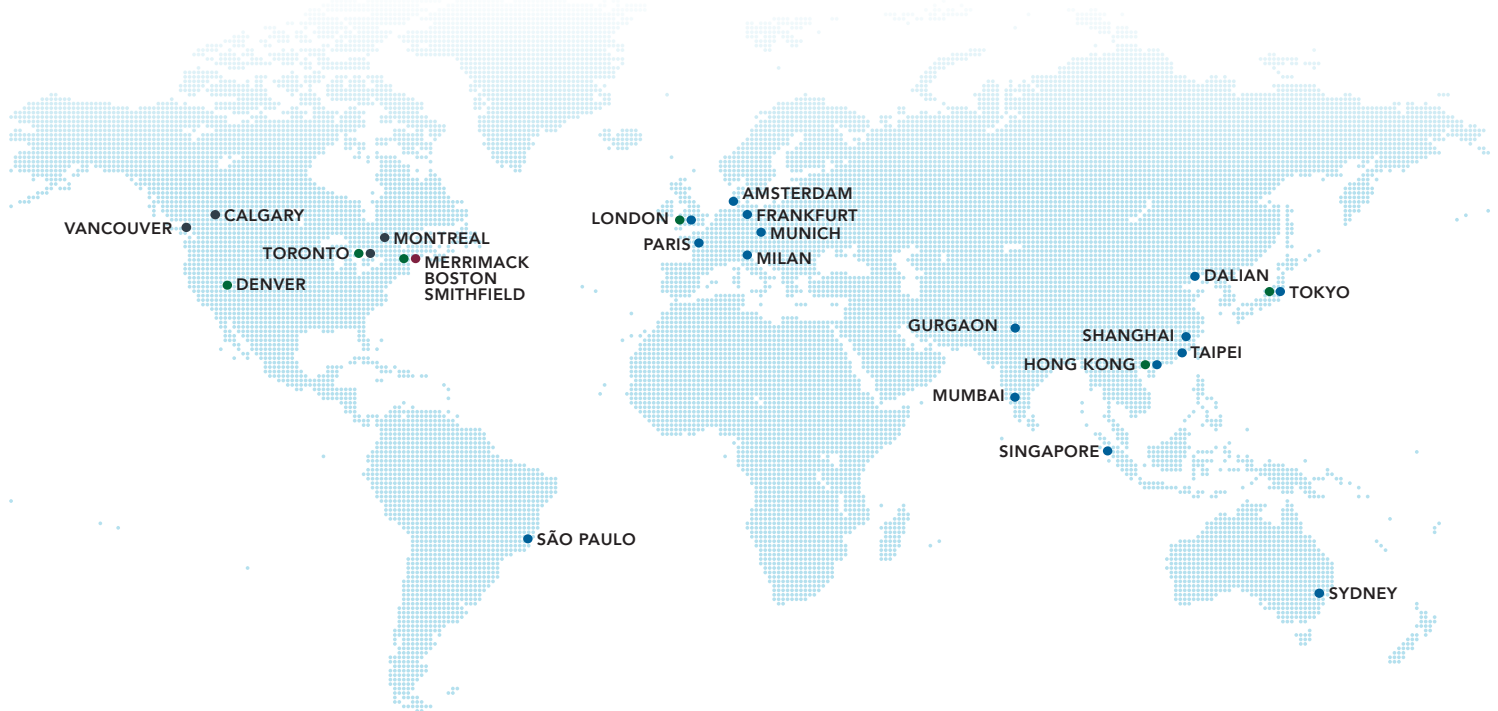 AMSTERDAM
CALGARY
FRANKFURT
LONDON
VANCOUVER
MUNICH
MONTREAL
PARIS
TORONTO
MILAN
MERRIMACK
BOSTON
SMITHFIELD
DALIAN
DENVER
TOKYO
GURGAON
SHANGHAI
TAIPEI
HONG KONG
MUMBAI
SINGAPORE
SÃO PAULO
SYDNEY